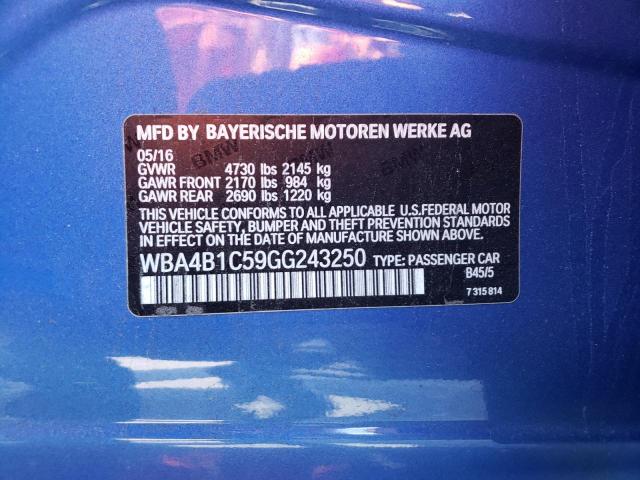 MFD BY BAYERISCHE MOTOREN WERKE AG
05/16
GVWR 4730 lbs 2145 kg
GAWR FRONT 2170 lbs 984 kg
GAWR REAR 2690 lbs 1220 kg
THIS VEHICLE CONFORMS TO ALL APPLICABLE U.S.FEDERAL MOTOR
VEHICLE SAFETY, BUMPER, AND THEFT PREVENTION STANDARDS
IN EFFECT ON THE DATE OF MANUFACTURE SHOWN ABOVE.
WBA4B1C59GG243250 TYPE: PASSENGER CAR
B45/5
7 315 814
BMW
BMW
BMW